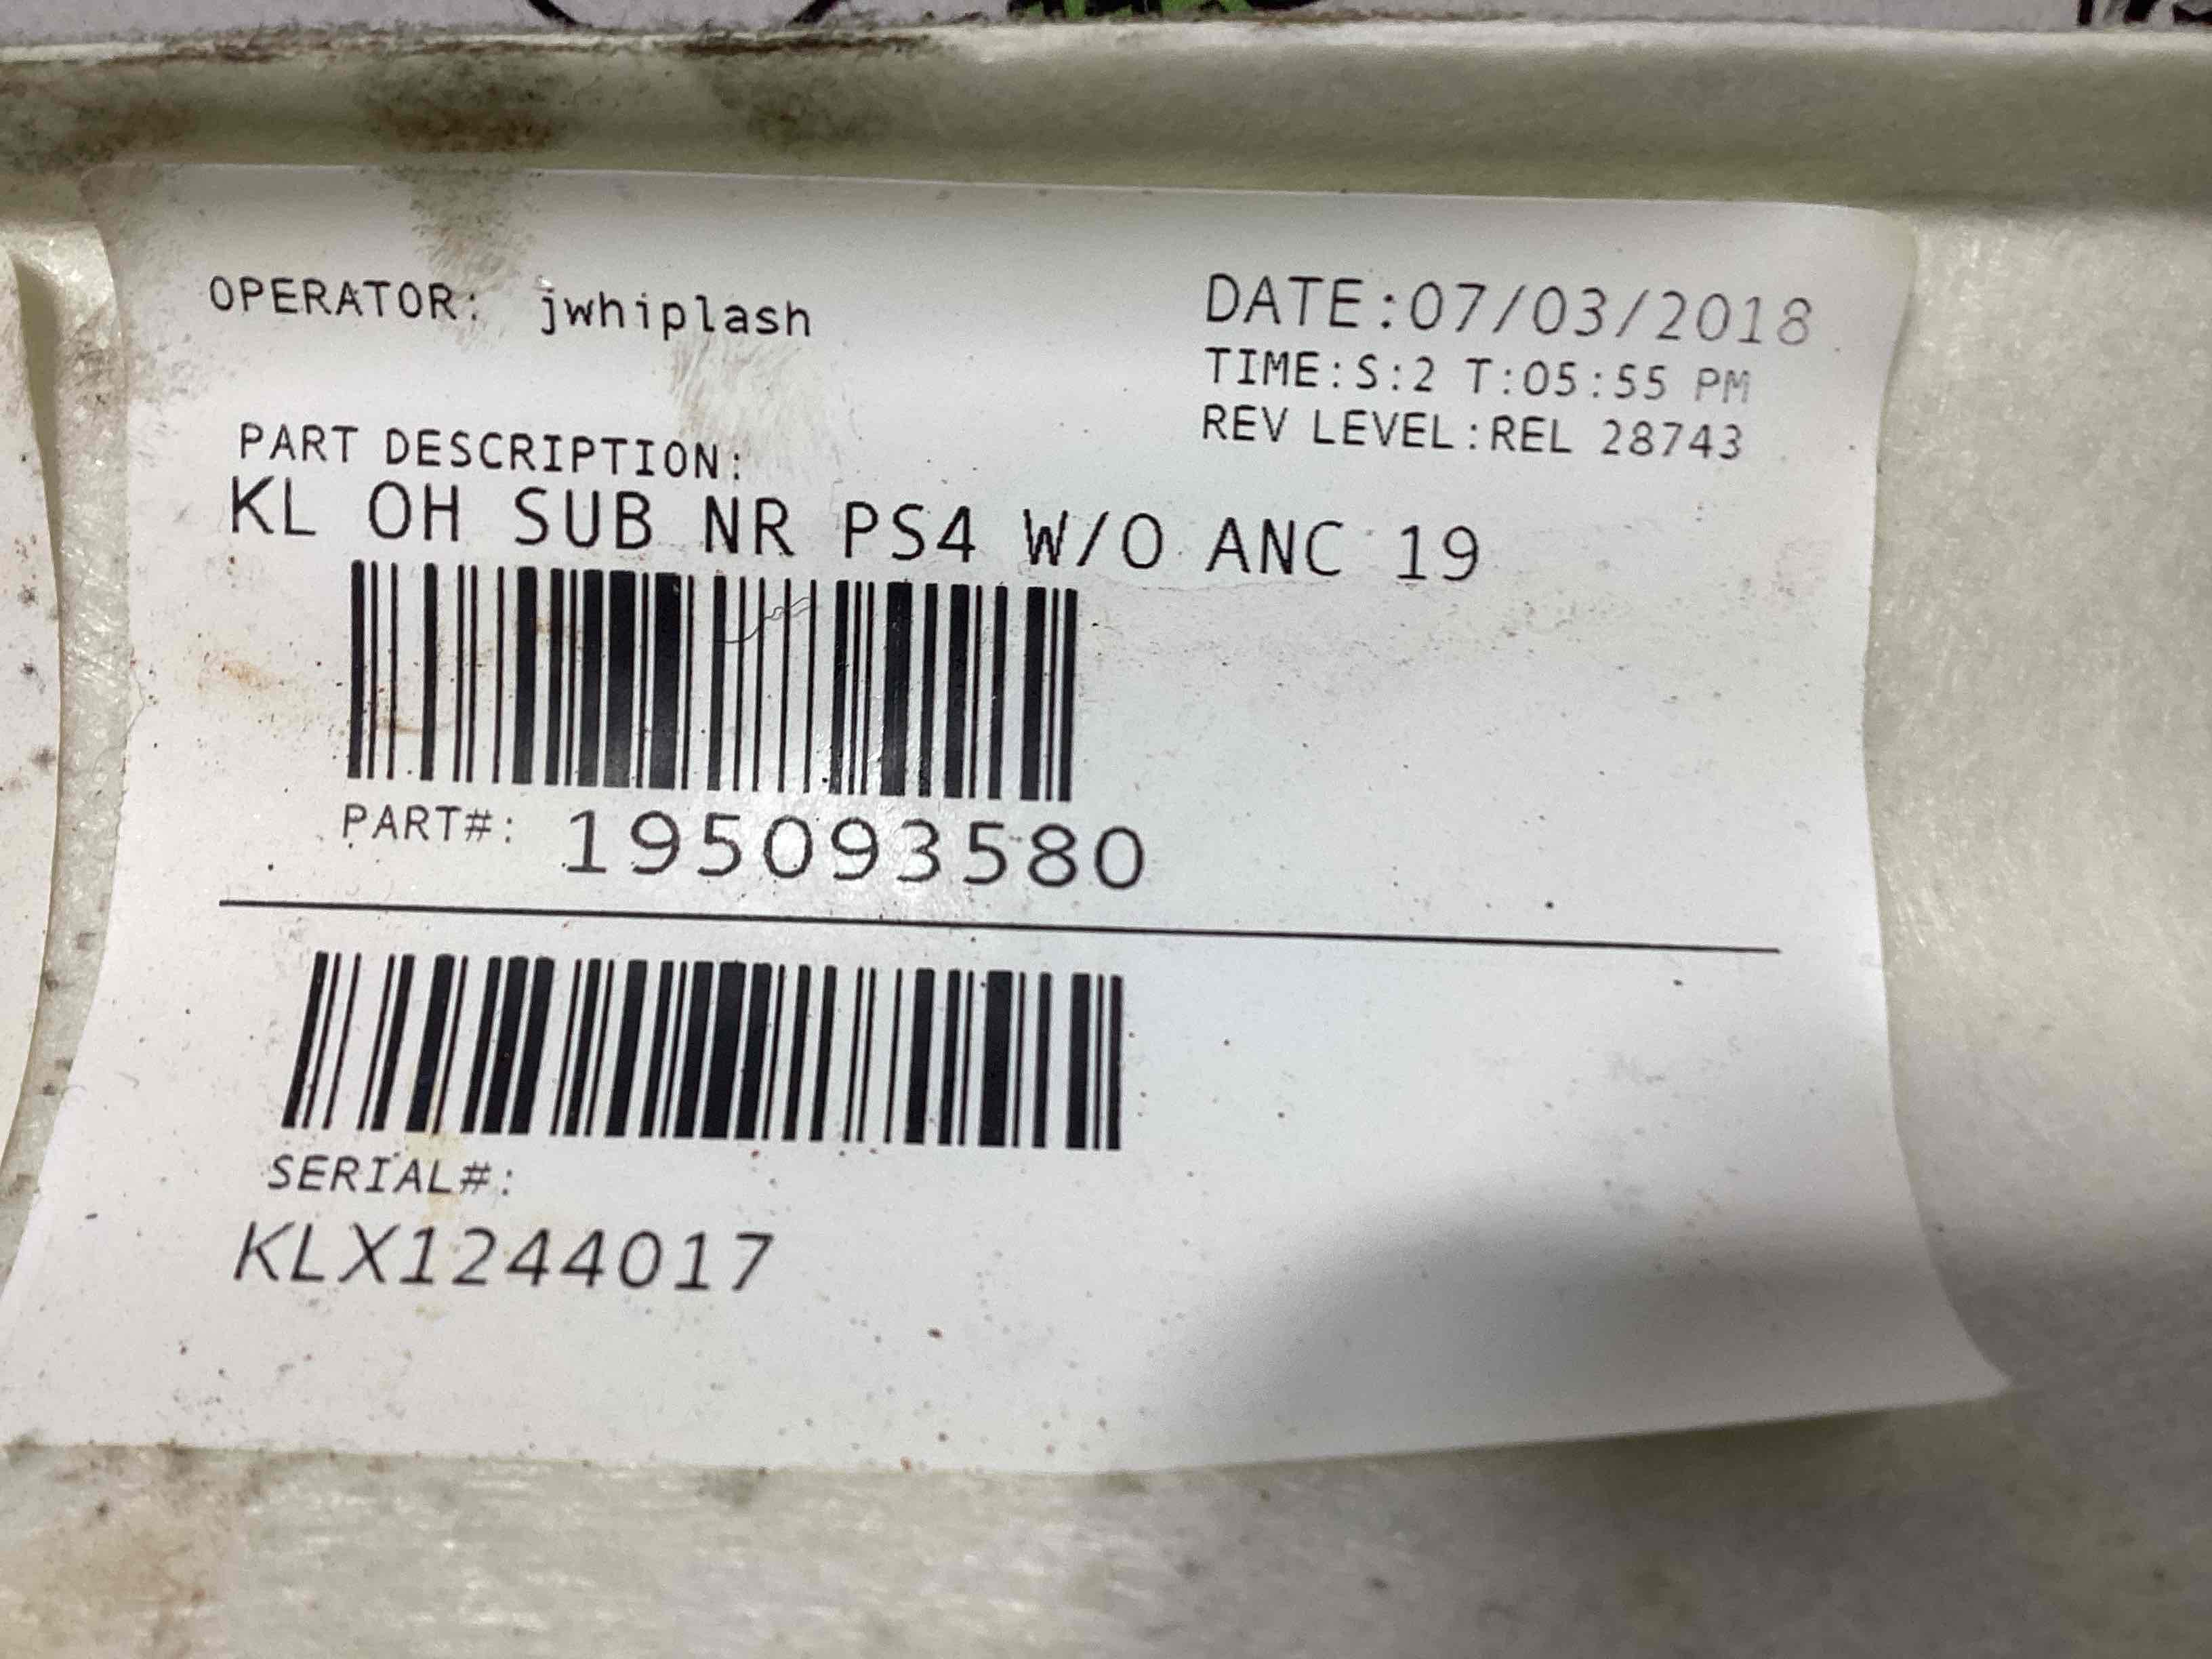 OPERATOR: jwhiplash
DATE:07/03/2018
TIME:S:2 T:05:55 PM
REV LEVEL:REL 28743
PART DESCRIPTION:
KL OH SUB NR PS4 W/O ANC 19
PART#: 195093580
SERIAL#:
KLX1244017